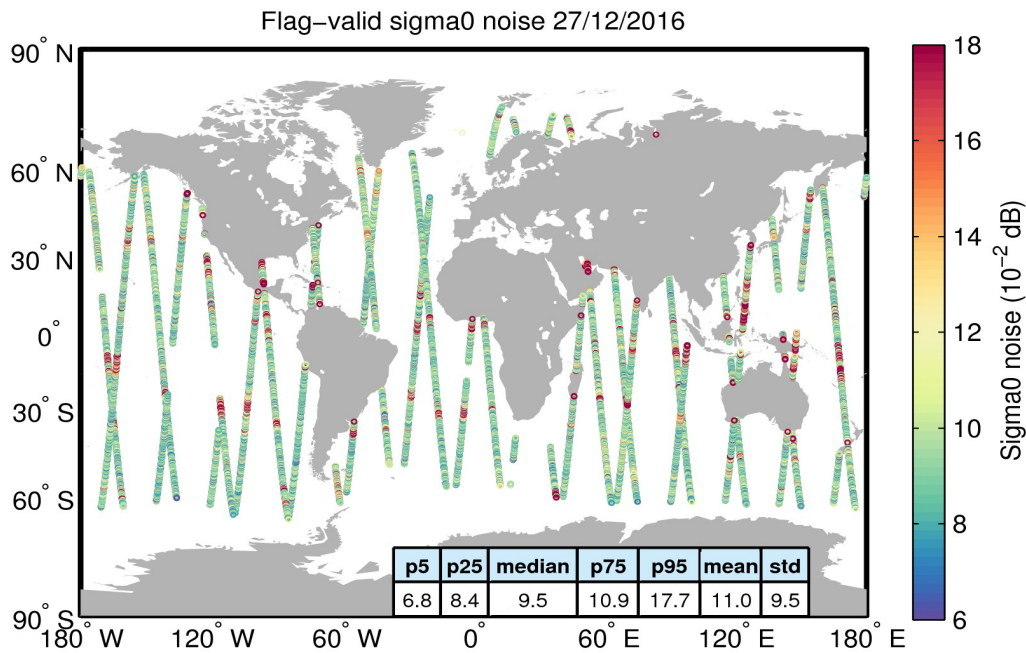 Flag−valid sigma0 noise 27/12/2016
90° N
60° N
30° N
0°
30° S
60° S
90° S
180° W
120° W
60° W
0°
60° E
120° E
180° E
p5 p25 median p75 p95 mean std
6.8 8.4 9.5 10.9 17.7 11.0 9.5
18
16
14
12
10
8
6
Sigma0 noise (10⁻² dB)